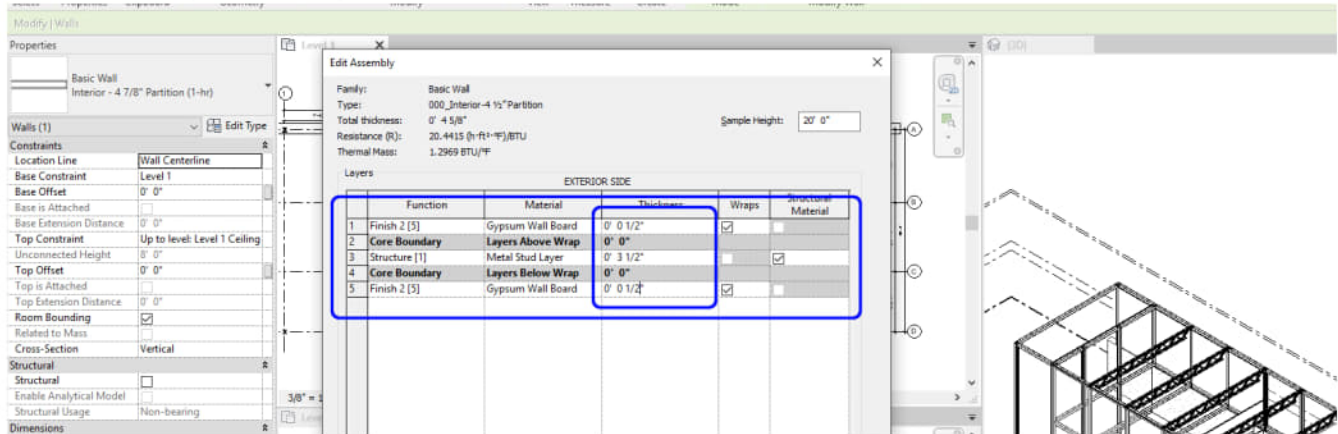 Modify | Walls
Properties
Level 1
{3D}
Basic Wall
Interior - 4 7/8" Partition (1-hr)
Walls (1)
Edit Type
Constraints
Location Line Wall Centerline
Base Constraint Level 1
Base Offset 0' 0"
Base is Attached
Base Extension Distance 0' 0"
Top Constraint Up to level: Level 1 Ceiling
Unconnected Height 8' 0"
Top Offset 0' 0"
Top is Attached
Top Extension Distance 0' 0"
Room Bounding
Related to Mass
Cross-Section Vertical
Structural
Structural
Enable Analytical Model
Structural Usage Non-bearing
Dimensions
1
Edit Assembly
Family: Basic Wall
Type: 000_Interior-4 ½"Partition
Total thickness: 0' 4 5/8"
Sample Height: 20' 0"
Resistance (R): 20.4415 (h·ft²·°F)/BTU
Thermal Mass: 1.2969 BTU/°F
Layers
EXTERIOR SIDE
Function Material Thickness Wraps Structural Material
1 Finish 2 [5] Gypsum Wall Board 0' 0 1/2"
2 Core Boundary Layers Above Wrap 0' 0"
3 Structure [1] Metal Stud Layer 0' 3 1/2"
4 Core Boundary Layers Below Wrap 0' 0"
5 Finish 2 [5] Gypsum Wall Board 0' 0 1/2"
A
B
C
D
3/8" =